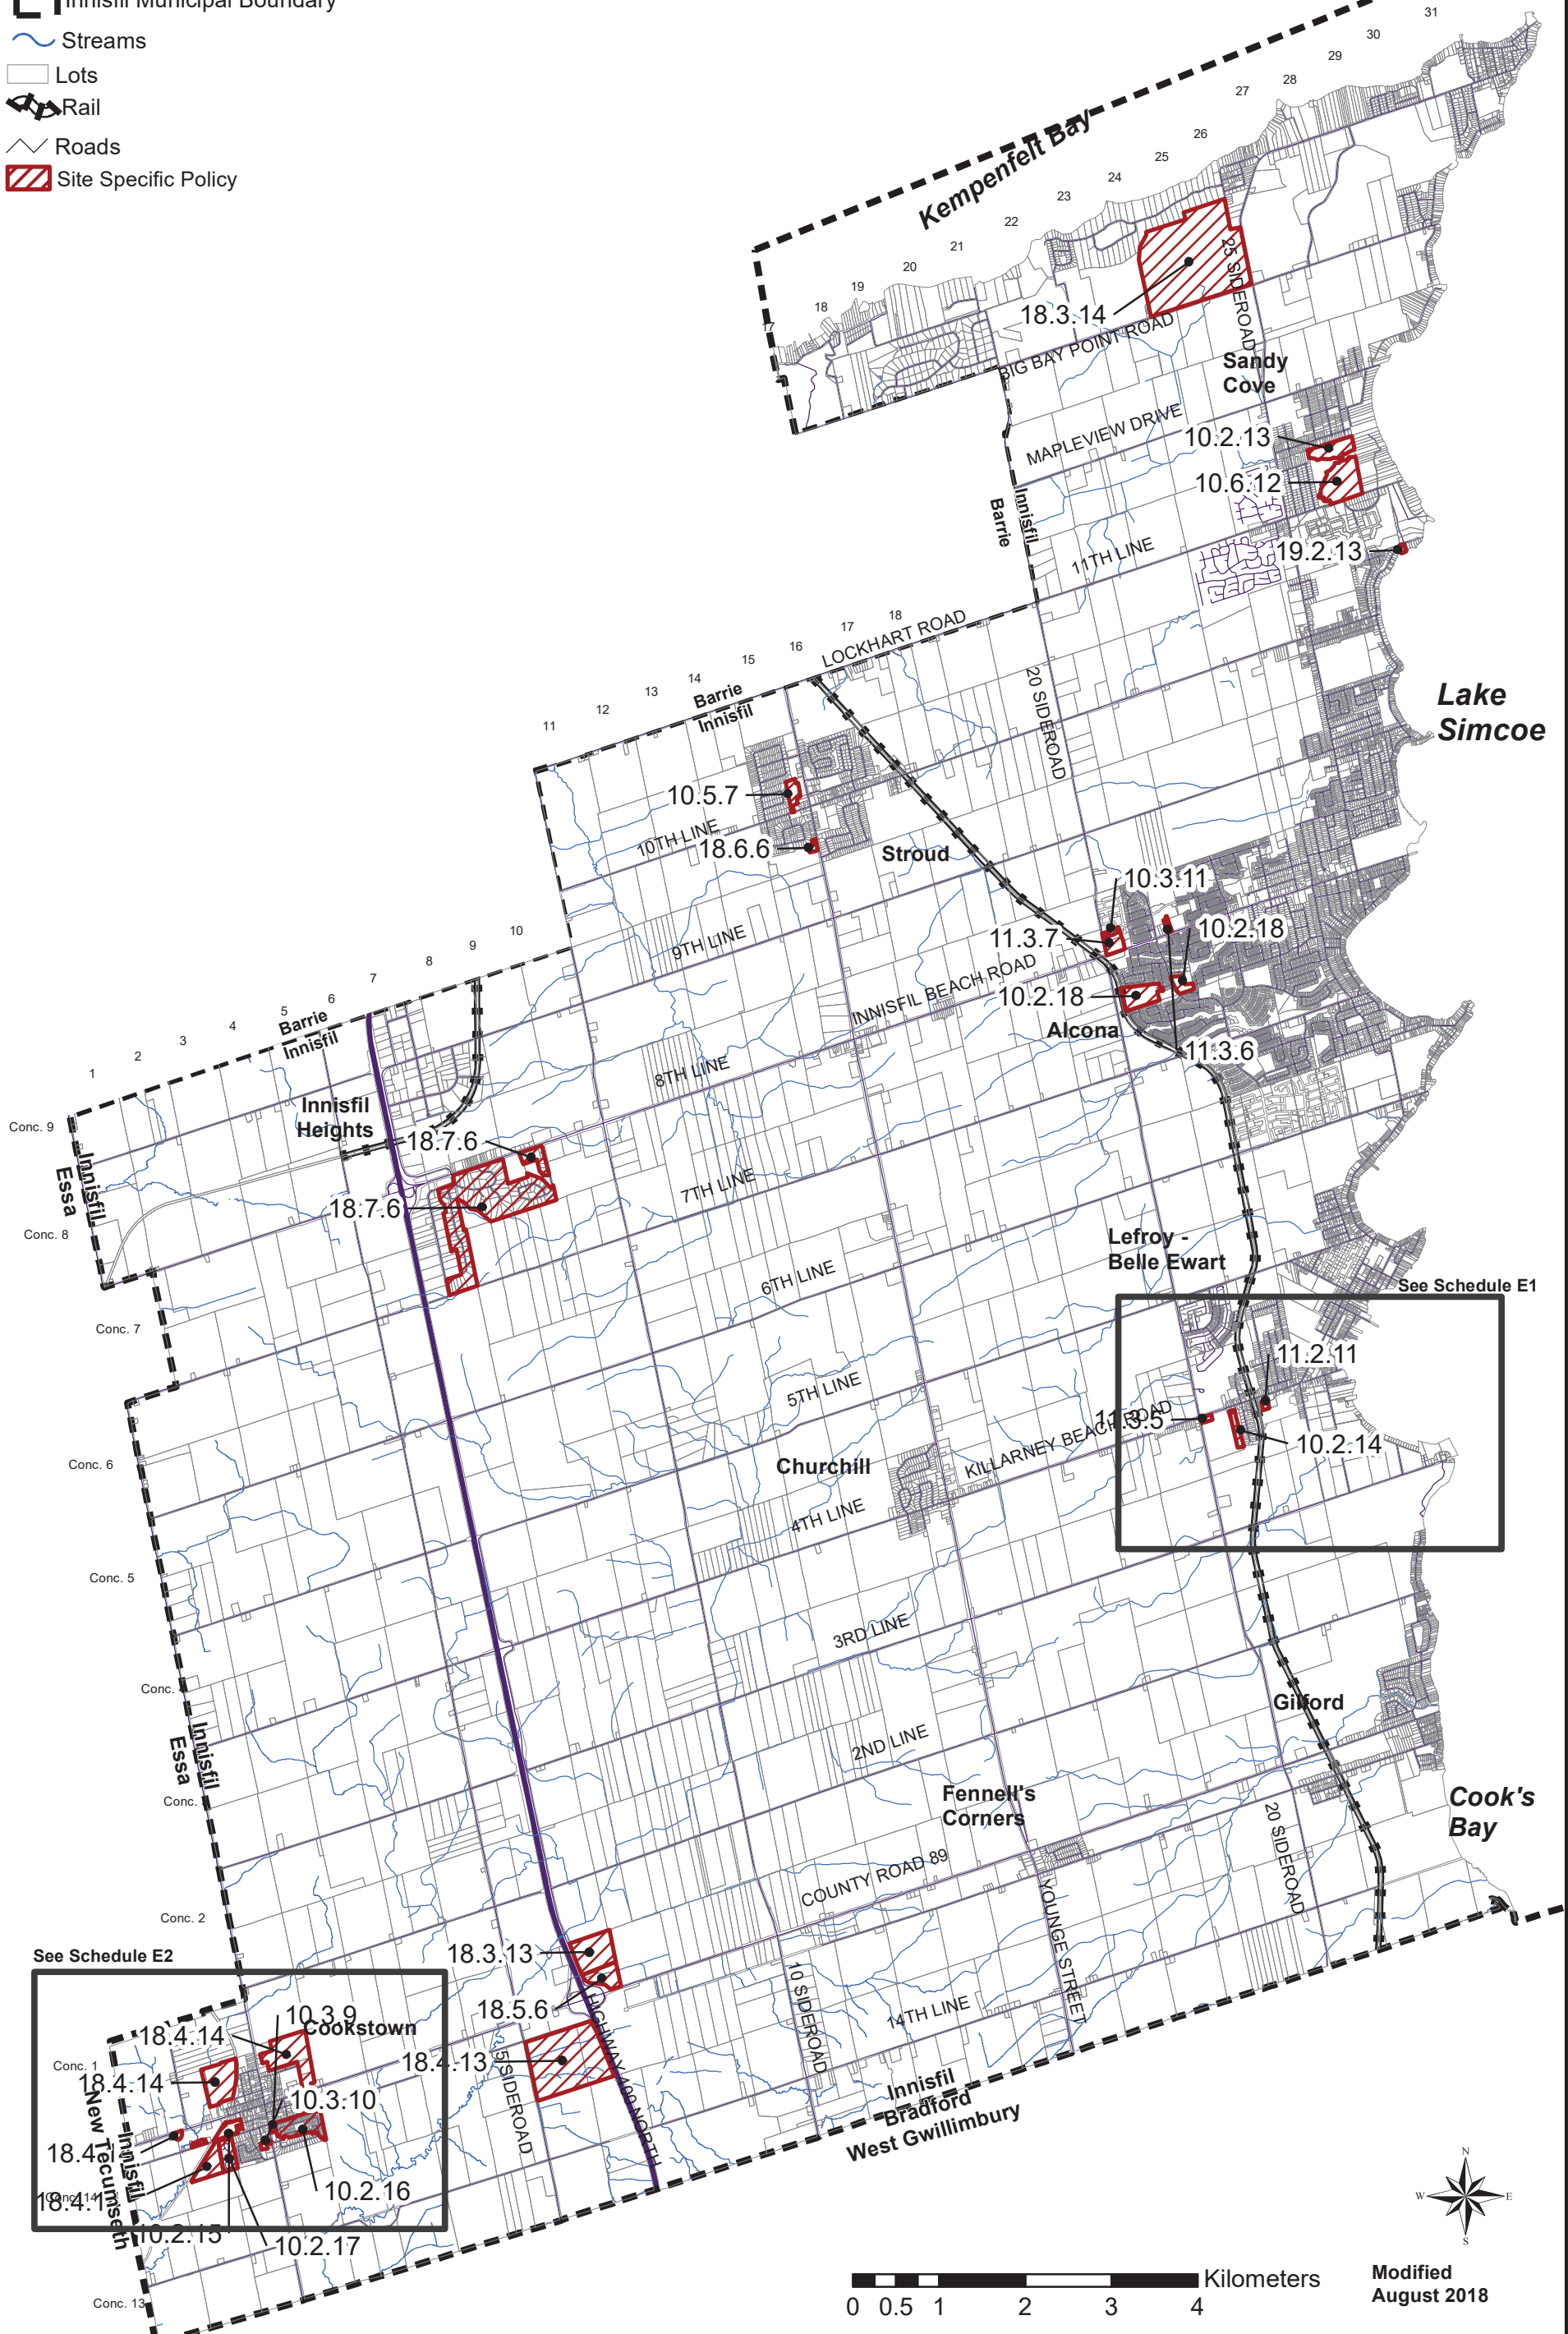 Innisfil Municipal Boundary
Streams
Lots
Rail
Roads
Site Specific Policy
31
30
29
28
27
26
25
24
23
22
21
20
19
18
17
Kempenfelt Bay
18.3.14
25 SIDEROAD
BIG BAY POINT ROAD
Sandy
Cove
MAPLEVIEW DRIVE
10.2.13
10.6.12
Innisfil
Barrie
11TH LINE
19.2.13
LOCKHART ROAD
18
17
16
15
14
13
12
11
Barrie
Innisfil
20 SIDEROAD
Lake
Simcoe
10.5.7
10TH LINE
18.6.6
Stroud
10.3.11
11.3.7
10.2.18
9TH LINE
INNISFIL BEACH ROAD
10.2.18
Alcona
11.3.6
10
9
8
7
6
5
4
3
2
1
Barrie
Innisfil
8TH LINE
Innisfil
Heights
Conc. 9
18.7.6
Innisfil
Essa
7TH LINE
18.7.6
Conc. 8
Lefroy -
Belle Ewart
6TH LINE
See Schedule E1
Conc. 7
11.2.11
5TH LINE
11.3.5
KILLARNEY BEACH ROAD
10.2.14
Churchill
Conc. 6
4TH LINE
Conc. 5
3RD LINE
Conc.
Gilford
Innisfil
Essa
2ND LINE
Conc.
Fennell's
Corners
Cook's
Bay
20 SIDEROAD
COUNTY ROAD 89
YOUNGE STREET
Conc. 2
See Schedule E2
18.3.13
18.5.6
10 SIDEROAD
14TH LINE
HIGHWAY 400 NORTH
10.3.9
Cookstown
18.4.14
18.4.13
5 SIDEROAD
Conc. 1
18.4.14
10.3.10
Innisfil
Bradford
West Gwillimbury
New Tecumseth
Innisfil
10.2.16
10.2.15
10.2.17
Conc. 13
N
W
E
S
Kilometers
0 0.5 1 2 3 4
Modified
August 2018